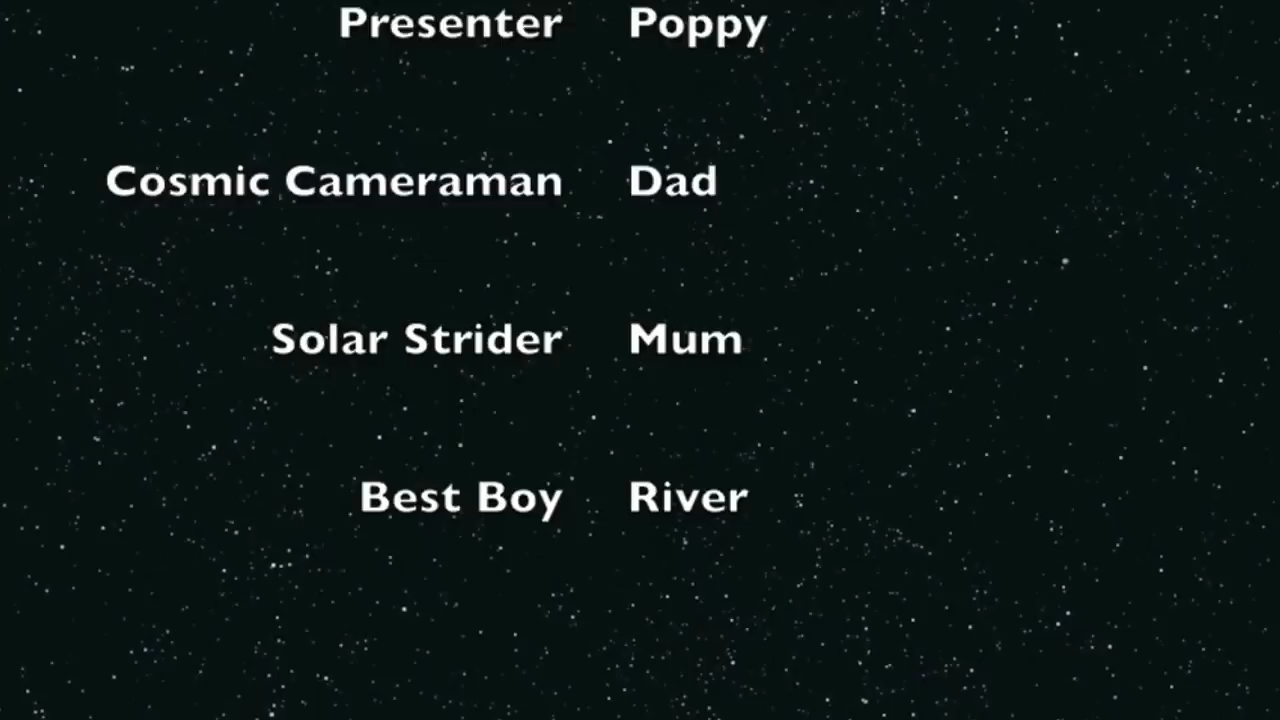 Presenter Poppy
Cosmic Cameraman Dad
Solar Strider Mum
Best Boy River